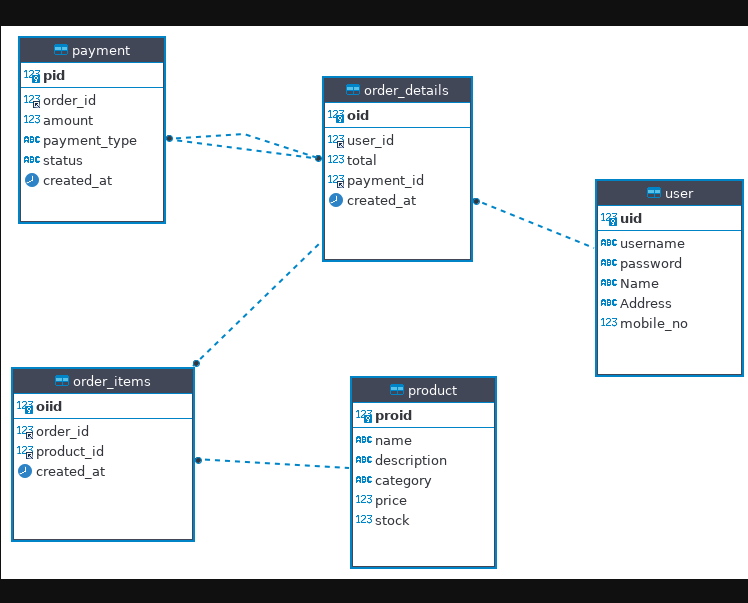 payment
123 pid
123 order_id
123 amount
ABC payment_type
ABC status
created_at
order_details
123 oid
123 user_id
123 total
123 payment_id
created_at
user
123 uid
ABC username
ABC password
ABC Name
ABC Address
123 mobile_no
order_items
123 oiid
123 order_id
123 product_id
created_at
product
123 proid
ABC name
ABC description
ABC category
123 price
123 stock